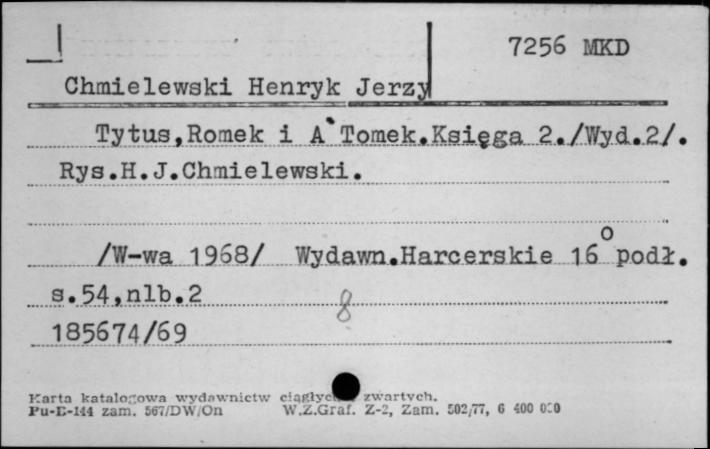 7256 MKD
Chmielewski Henryk Jerzy
Tytus,Romek i A`Tomek.Księga 2./Wyd.2/.
Rys.H.J.Chmielewski.
/W-wa 1968/ Wydawn.Harcerskie 16° podł.
s.54,nlb.2
8
185674/69
Karta katalogowa wydawnictw zwartych.
Pu-E-144 zam. 567/DW/On W.Z.Graf. Z-2, Zam. 502/77, 6 400 000